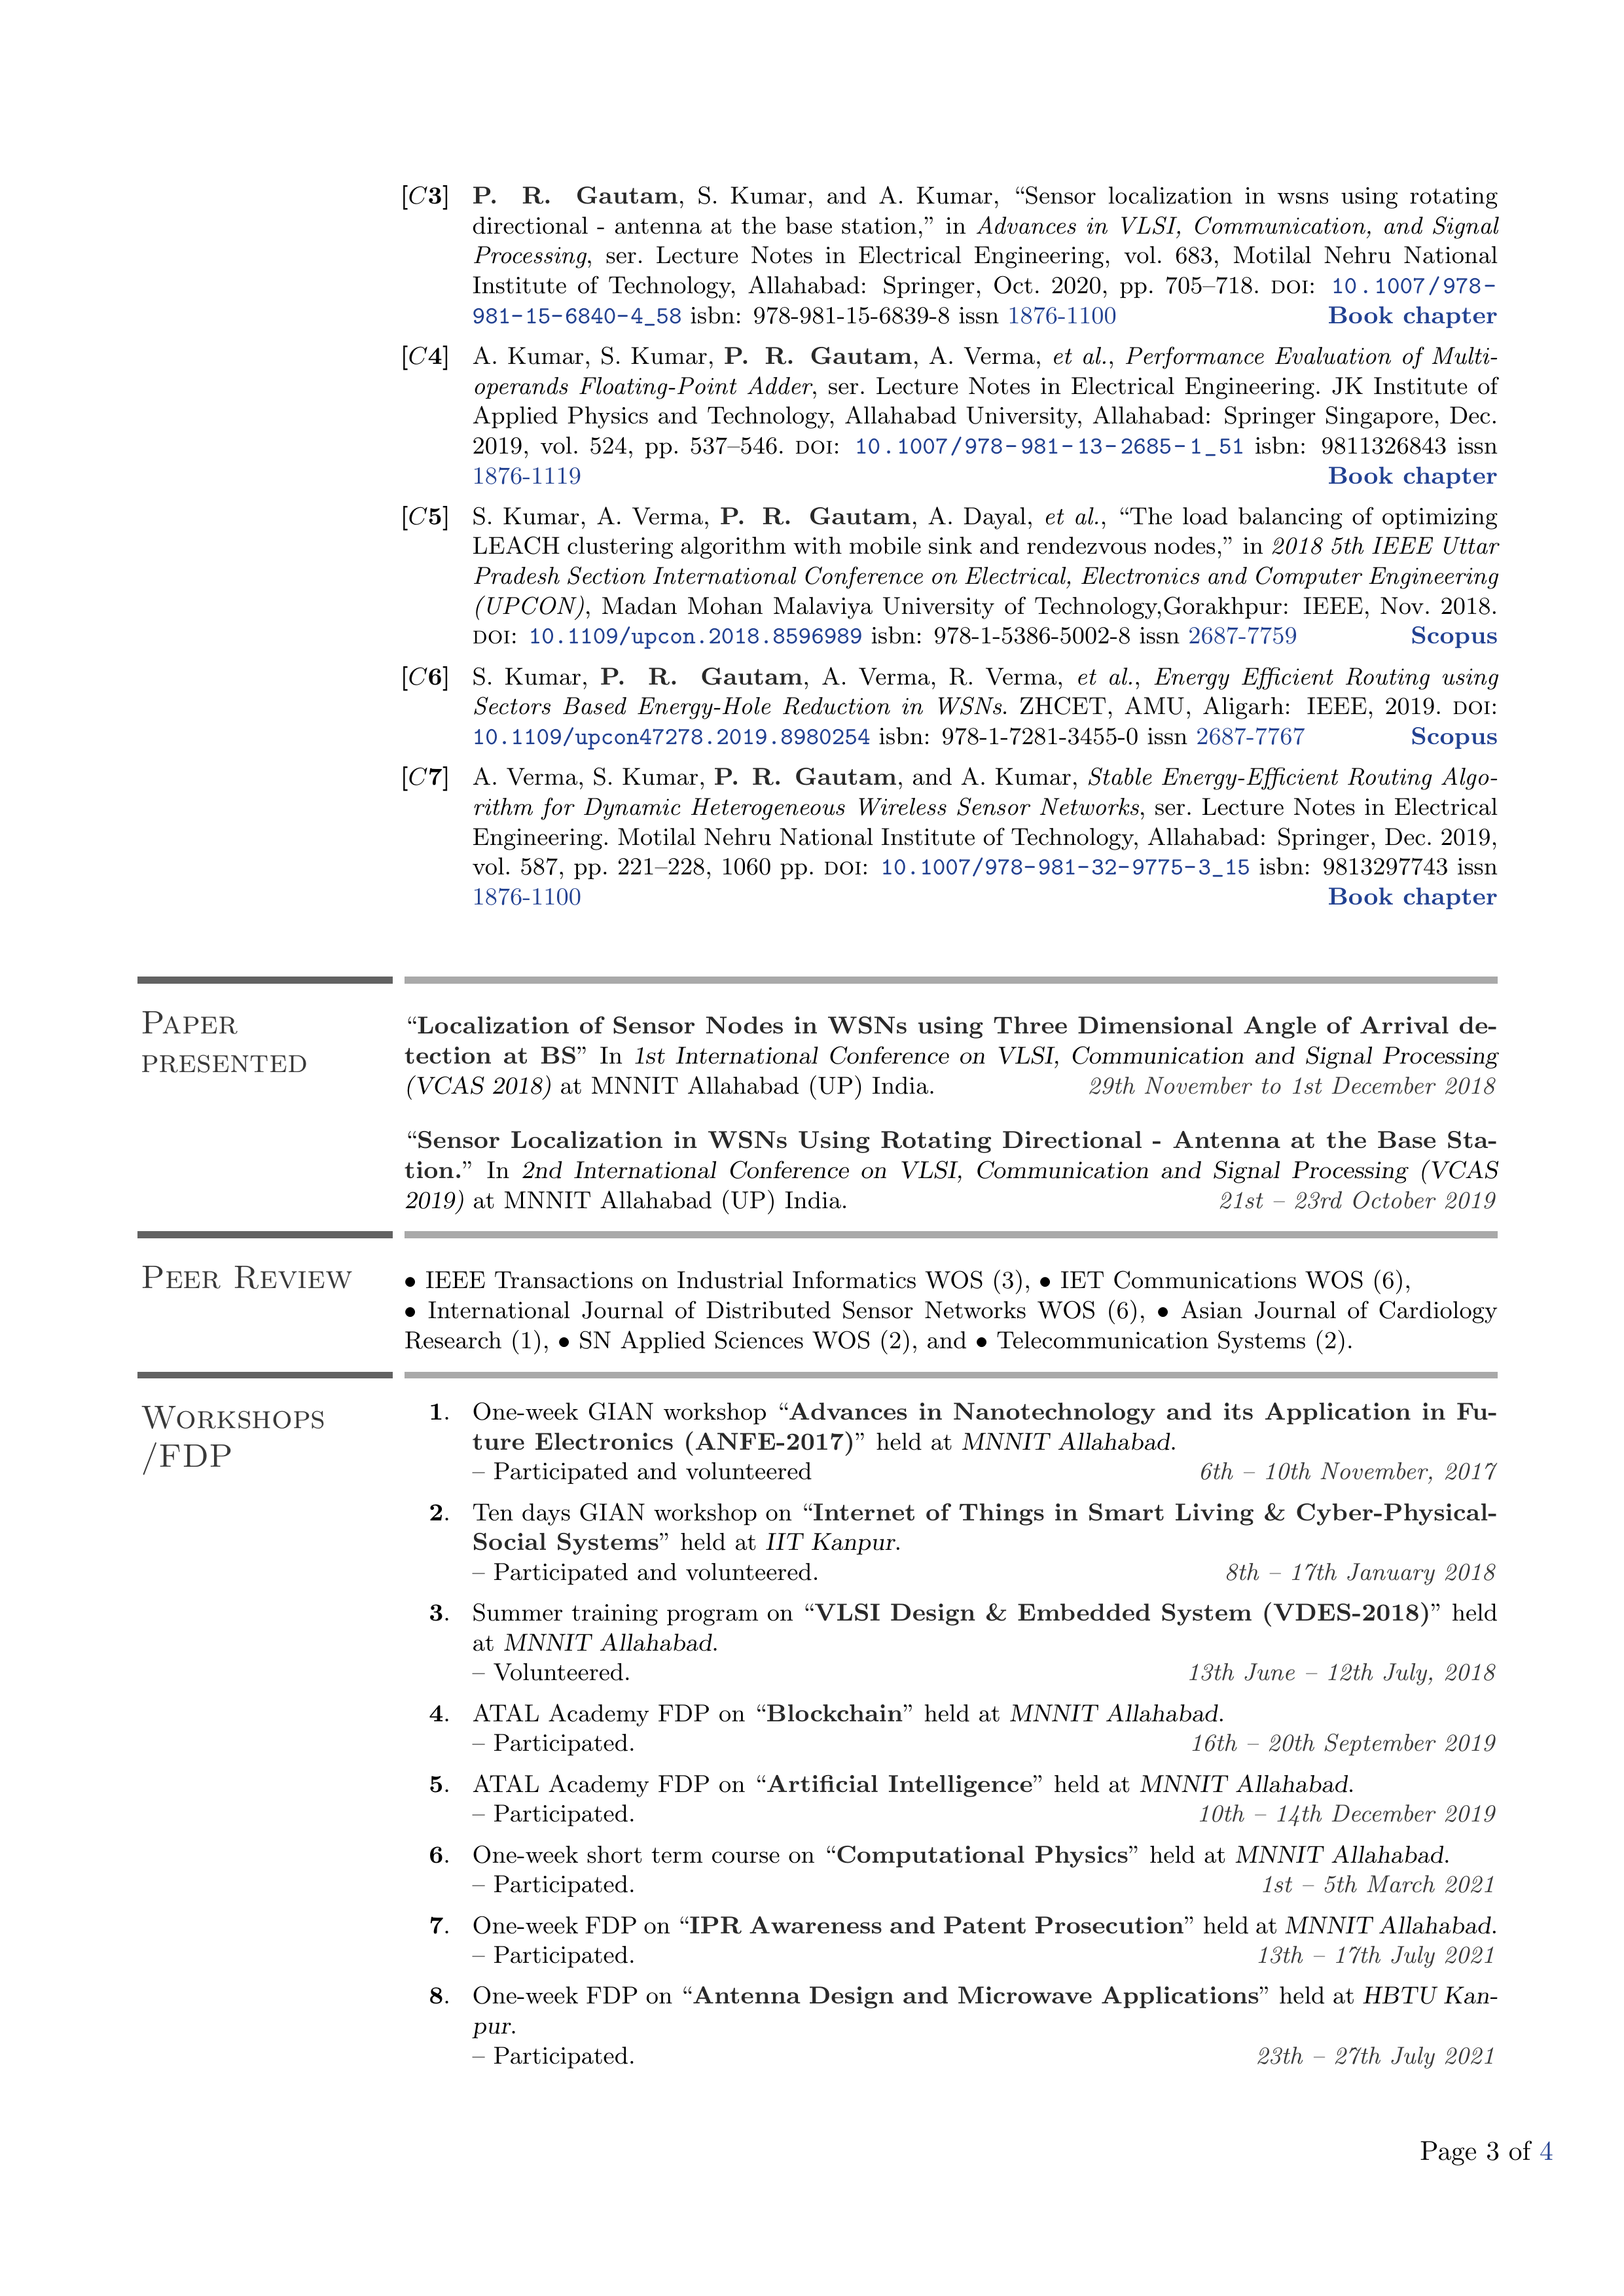 [C3] P. R. Gautam, S. Kumar, and A. Kumar, “Sensor localization in wsns using rotating
directional - antenna at the base station,” in Advances in VLSI, Communication, and Signal
Processing, ser. Lecture Notes in Electrical Engineering, vol. 683, Motilal Nehru National
Institute of Technology, Allahabad: Springer, Oct. 2020, pp. 705–718. DOI: 10.1007/978-
981-15-6840-4_58 isbn: 978-981-15-6839-8 issn 1876-1100 Book chapter
[C4] A. Kumar, S. Kumar, P. R. Gautam, A. Verma, et al., Performance Evaluation of Multi-
operands Floating-Point Adder, ser. Lecture Notes in Electrical Engineering. JK Institute of
Applied Physics and Technology, Allahabad University, Allahabad: Springer Singapore, Dec.
2019, vol. 524, pp. 537–546. DOI: 10.1007/978-981-13-2685-1_51 isbn: 9811326843 issn
1876-1119 Book chapter
[C5] S. Kumar, A. Verma, P. R. Gautam, A. Dayal, et al., “The load balancing of optimizing
LEACH clustering algorithm with mobile sink and rendezvous nodes,” in 2018 5th IEEE Uttar
Pradesh Section International Conference on Electrical, Electronics and Computer Engineering
(UPCON), Madan Mohan Malaviya University of Technology,Gorakhpur: IEEE, Nov. 2018.
DOI: 10.1109/upcon.2018.8596989 isbn: 978-1-5386-5002-8 issn 2687-7759 Scopus
[C6] S. Kumar, P. R. Gautam, A. Verma, R. Verma, et al., Energy Efficient Routing using
Sectors Based Energy-Hole Reduction in WSNs. ZHCET, AMU, Aligarh: IEEE, 2019. DOI:
10.1109/upcon47278.2019.8980254 isbn: 978-1-7281-3455-0 issn 2687-7767 Scopus
[C7] A. Verma, S. Kumar, P. R. Gautam, and A. Kumar, Stable Energy-Efficient Routing Algo-
rithm for Dynamic Heterogeneous Wireless Sensor Networks, ser. Lecture Notes in Electrical
Engineering. Motilal Nehru National Institute of Technology, Allahabad: Springer, Dec. 2019,
vol. 587, pp. 221–228, 1060 pp. DOI: 10.1007/978-981-32-9775-3_15 isbn: 9813297743 issn
1876-1100 Book chapter
Paper
presented
“Localization of Sensor Nodes in WSNs using Three Dimensional Angle of Arrival de-
tection at BS” In 1st International Conference on VLSI, Communication and Signal Processing
(VCAS 2018) at MNNIT Allahabad (UP) India. 29th November to 1st December 2018
“Sensor Localization in WSNs Using Rotating Directional - Antenna at the Base Sta-
tion.” In 2nd International Conference on VLSI, Communication and Signal Processing (VCAS
2019) at MNNIT Allahabad (UP) India. 21st – 23rd October 2019
Peer Review
• IEEE Transactions on Industrial Informatics WOS (3), • IET Communications WOS (6),
• International Journal of Distributed Sensor Networks WOS (6), • Asian Journal of Cardiology
Research (1), • SN Applied Sciences WOS (2), and • Telecommunication Systems (2).
Workshops
/FDP
1. One-week GIAN workshop “Advances in Nanotechnology and its Application in Fu-
ture Electronics (ANFE-2017)” held at MNNIT Allahabad.
– Participated and volunteered 6th – 10th November, 2017
2. Ten days GIAN workshop on “Internet of Things in Smart Living & Cyber-Physical-
Social Systems” held at IIT Kanpur.
– Participated and volunteered. 8th – 17th January 2018
3. Summer training program on “VLSI Design & Embedded System (VDES-2018)” held
at MNNIT Allahabad.
– Volunteered. 13th June – 12th July, 2018
4. ATAL Academy FDP on “Blockchain” held at MNNIT Allahabad.
– Participated. 16th – 20th September 2019
5. ATAL Academy FDP on “Artificial Intelligence” held at MNNIT Allahabad.
– Participated. 10th – 14th December 2019
6. One-week short term course on “Computational Physics” held at MNNIT Allahabad.
– Participated. 1st – 5th March 2021
7. One-week FDP on “IPR Awareness and Patent Prosecution” held at MNNIT Allahabad.
– Participated. 13th – 17th July 2021
8. One-week FDP on “Antenna Design and Microwave Applications” held at HBTU Kan-
pur.
– Participated. 23th – 27th July 2021
Page 3 of 4